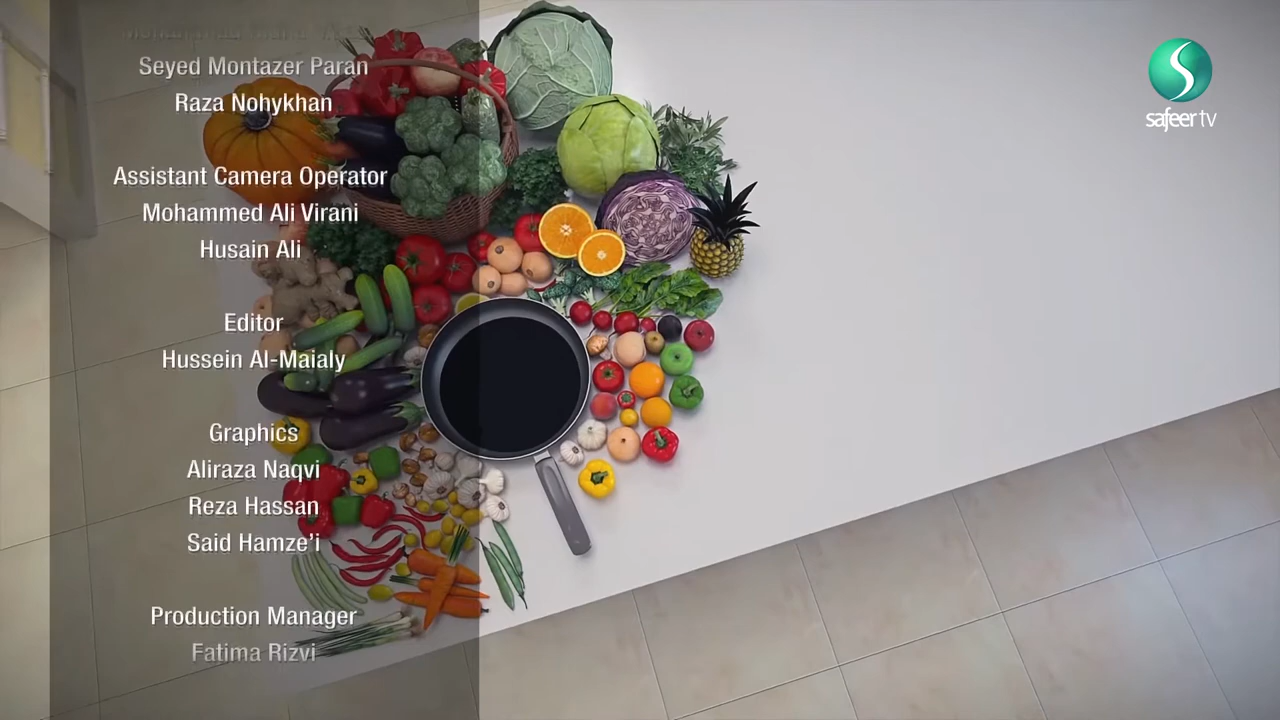 Seyed Montazer Paran
Raza Nohykhan
Assistant Camera Operator
Mohammed Ali Virani
Husain Ali
Editor
Hussein Al-Maialy
Graphics
Aliraza Naqvi
Reza Hassan
Said Hamze’i
Production Manager
Fatima Rizvi
safeer tv